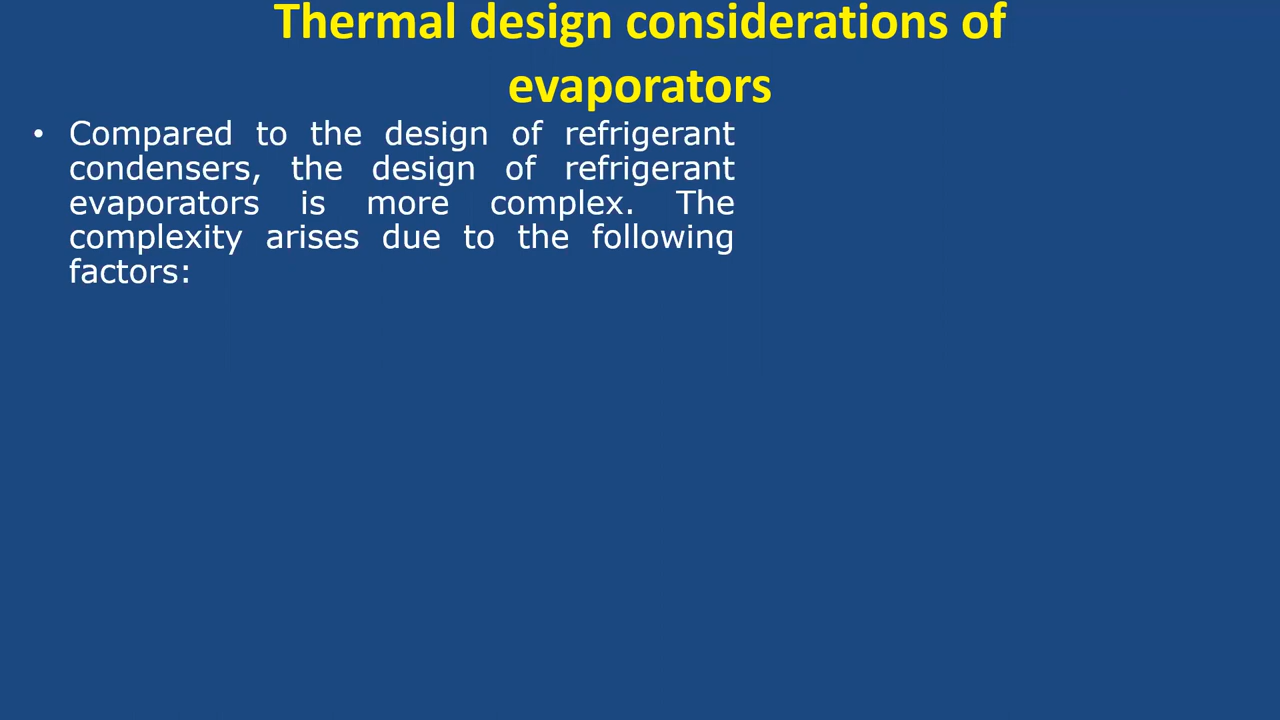 Thermal design considerations of
evaporators
• Compared to the design of refrigerant
condensers, the design of refrigerant
evaporators is more complex. The
complexity arises due to the following
factors: